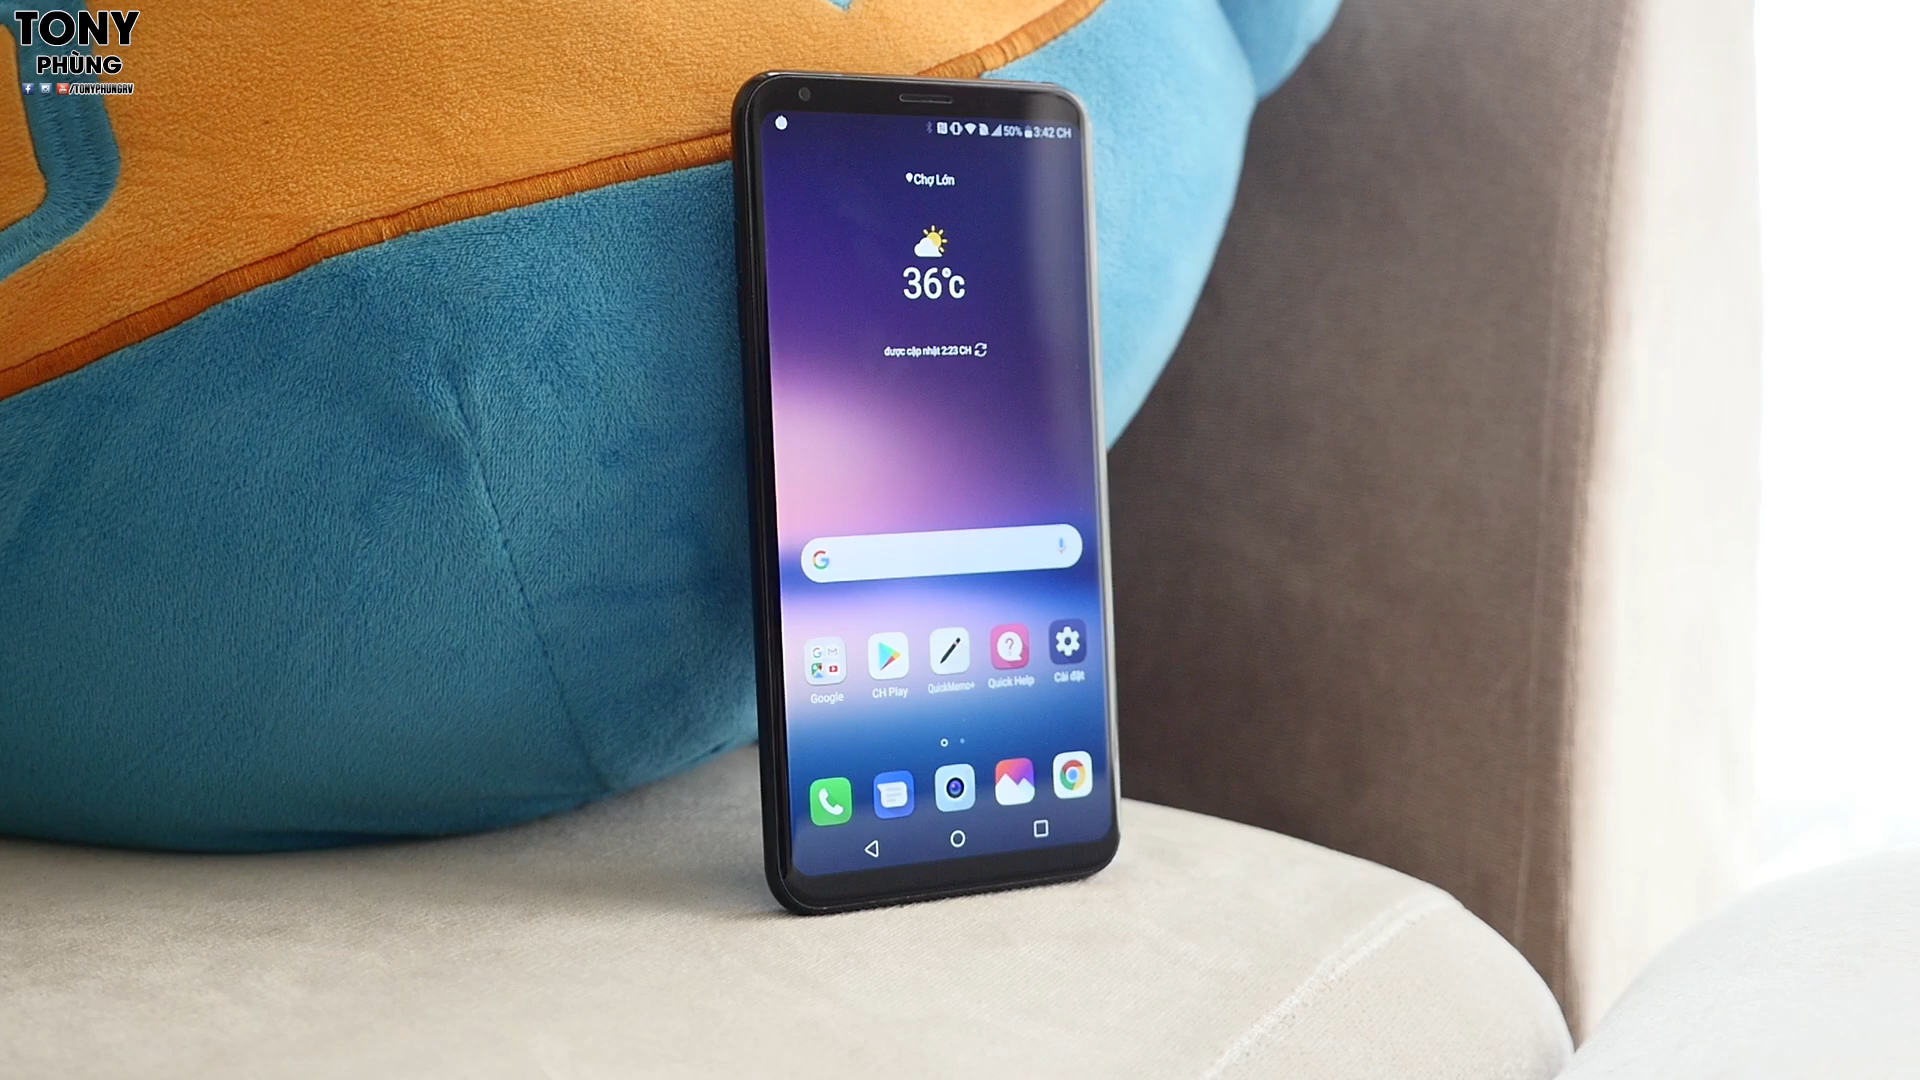 TONY
PHÙNG
/TONYPHUNGRV
50% 3:42 CH
Chợ Lớn
36°c
được cập nhật 2:23 CH
Google
CH Play
QuickMemo+
Quick Help
Cài đặt